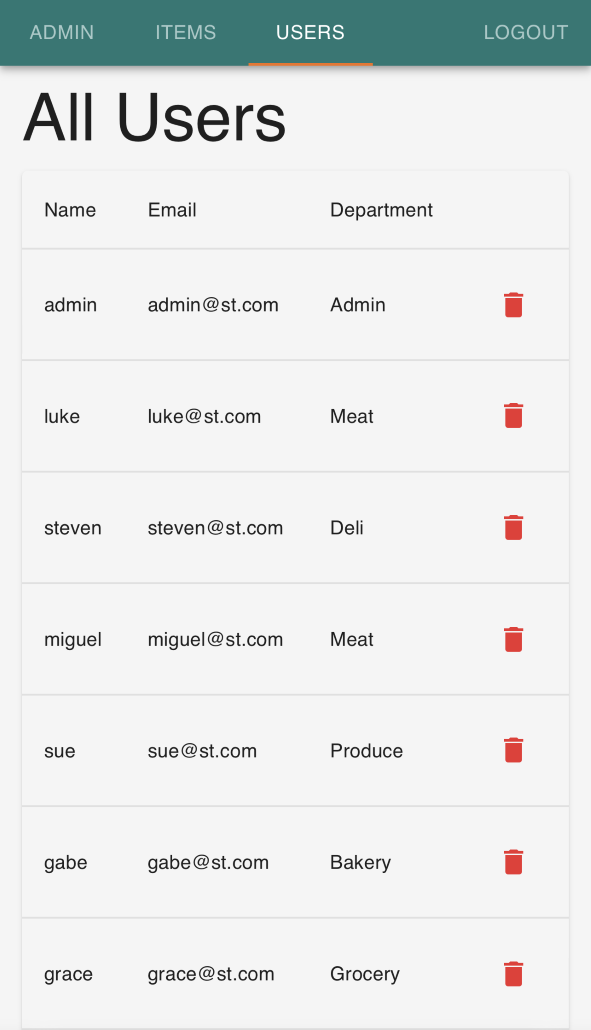 ADMIN ITEMS USERS LOGOUT
All Users
Name Email Department
admin admin@st.com Admin
luke luke@st.com Meat
steven steven@st.com Deli
miguel miguel@st.com Meat
sue sue@st.com Produce
gabe gabe@st.com Bakery
grace grace@st.com Grocery